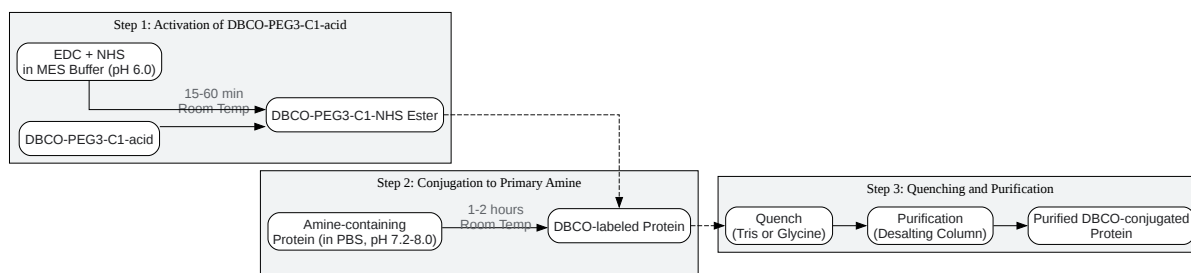 Step 1: Activation of DBCO-PEG3-C1-acid
EDC + NHS
in MES Buffer (pH 6.0)
15-60 min
Room Temp
DBCO-PEG3-C1-NHS Ester
DBCO-PEG3-C1-acid
Step 2: Conjugation to Primary Amine
Amine-containing
Protein (in PBS, pH 7.2-8.0)
1-2 hours
Room Temp
DBCO-labeled Protein
Step 3: Quenching and Purification
Quench
(Tris or Glycine)
Purification
(Desalting Column)
Purified DBCO-conjugated
Protein